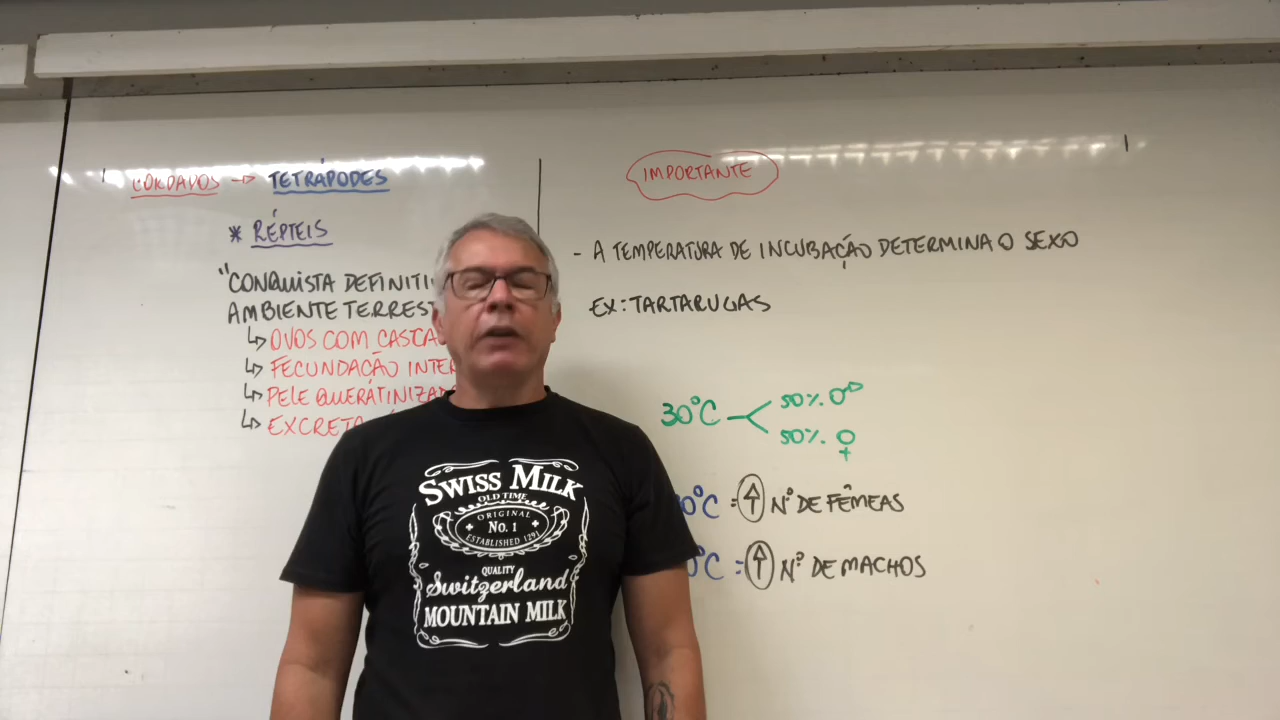 CORDADOS → TETRÁPODES
* RÉPTEIS
"CONQUISTA DEFINITI
AMBIENTE TERREST
↳ OVOS COM CASCA
↳ FECUNDAÇÃO INTER
↳ PELE QUERATINIZAD
↳ EXCRETA
IMPORTANTE
- A TEMPERATURA DE INCUBAÇÃO DETERMINA O SEXO
EX: TARTARUGAS
30°C
50% ♂
50% ♀
0°C = ↑ Nº DE FÊMEAS
°C = ↑ Nº DE MACHOS
SWISS MILK
OLD TIME
ORIGINAL
No. 1
ESTABLISHED 1291
QUALITY
Switzerland
MOUNTAIN MILK